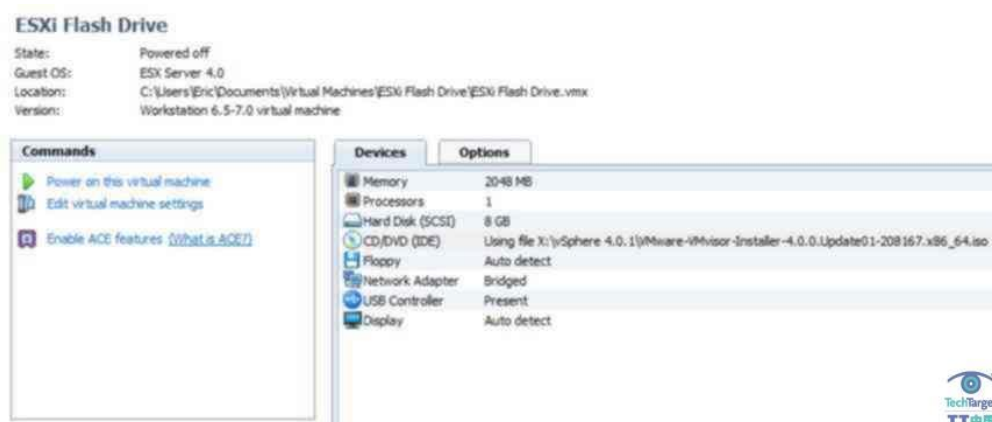 ESXi Flash Drive
State: Powered off
Guest OS: ESX Server 4.0
Location: C:\Users\Eric\Documents\Virtual Machines\ESXi Flash Drive\ESXi Flash Drive.vmx
Version: Workstation 6.5-7.0 virtual machine
Commands
Power on this virtual machine
Edit virtual machine settings
Enable ACE features (What is ACE?)
Devices Options
Memory 2048 MB
Processors 1
Hard Disk (SCSI) 8 GB
CD/DVD (IDE) Using file X:\vSphere 4.0.1\VMware-VMvisor-Installer-4.0.0.Update01-208167.x86_64.iso
Floppy Auto detect
Network Adapter Bridged
USB Controller Present
Display Auto detect
TechTarge